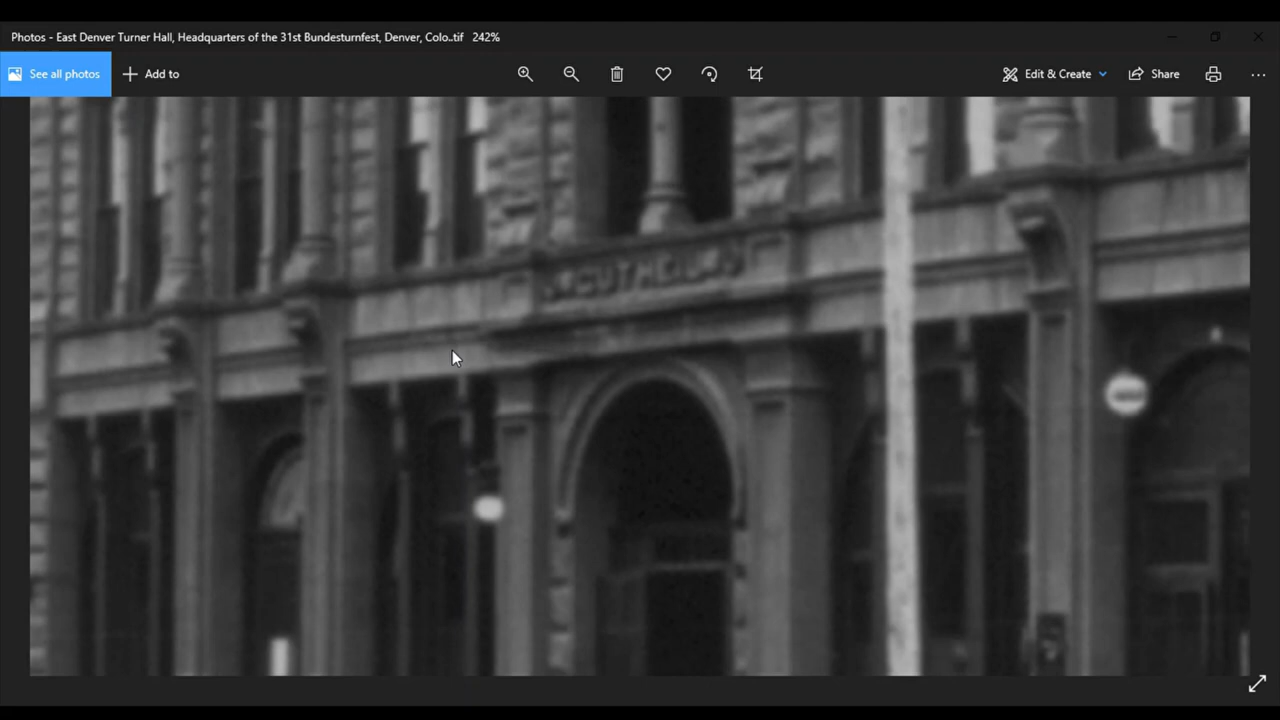 Photos - East Denver Turner Hall, Headquarters of the 31st Bundesturnfest, Denver, Colo..tif 242%
See all photos
Add to
Edit & Create
Share